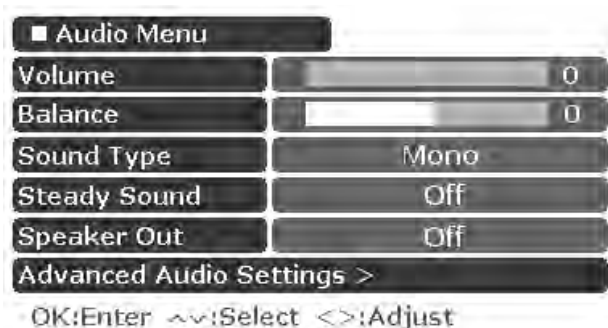 ■ Audio Menu
Volume 0
Balance 0
Sound Type Mono
Steady Sound Off
Speaker Out Off
Advanced Audio Settings >
OK:Enter ︿﹀:Select <>:Adjust